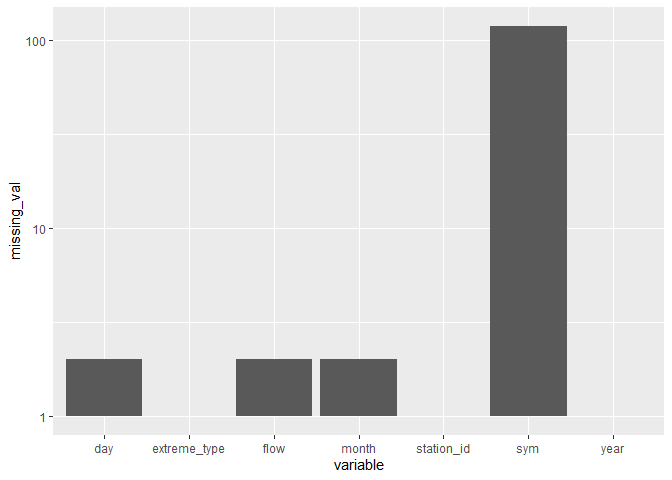 100
10
1
missing_val
day extreme_type flow month station_id sym year
variable